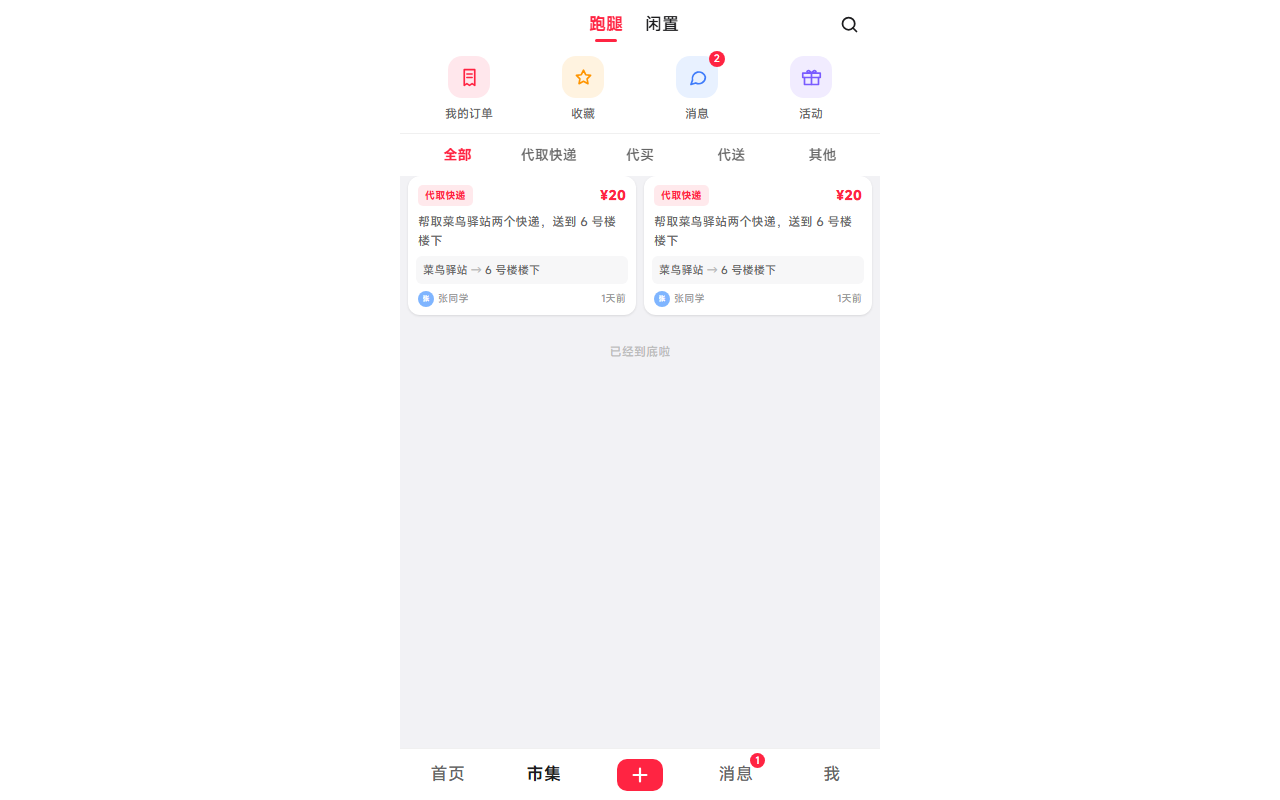 跑腿 闲置
2
我的订单 收藏 消息 活动
全部 代取快递 代买 代送 其他
代取快递 ¥20
帮取菜鸟驿站两个快递，送到 6 号楼
楼下
菜鸟驿站 → 6 号楼楼下
张同学 1天前
代取快递 ¥20
帮取菜鸟驿站两个快递，送到 6 号楼
楼下
菜鸟驿站 → 6 号楼楼下
张同学 1天前
已经到底啦
首页 市集 + 消息 1 我